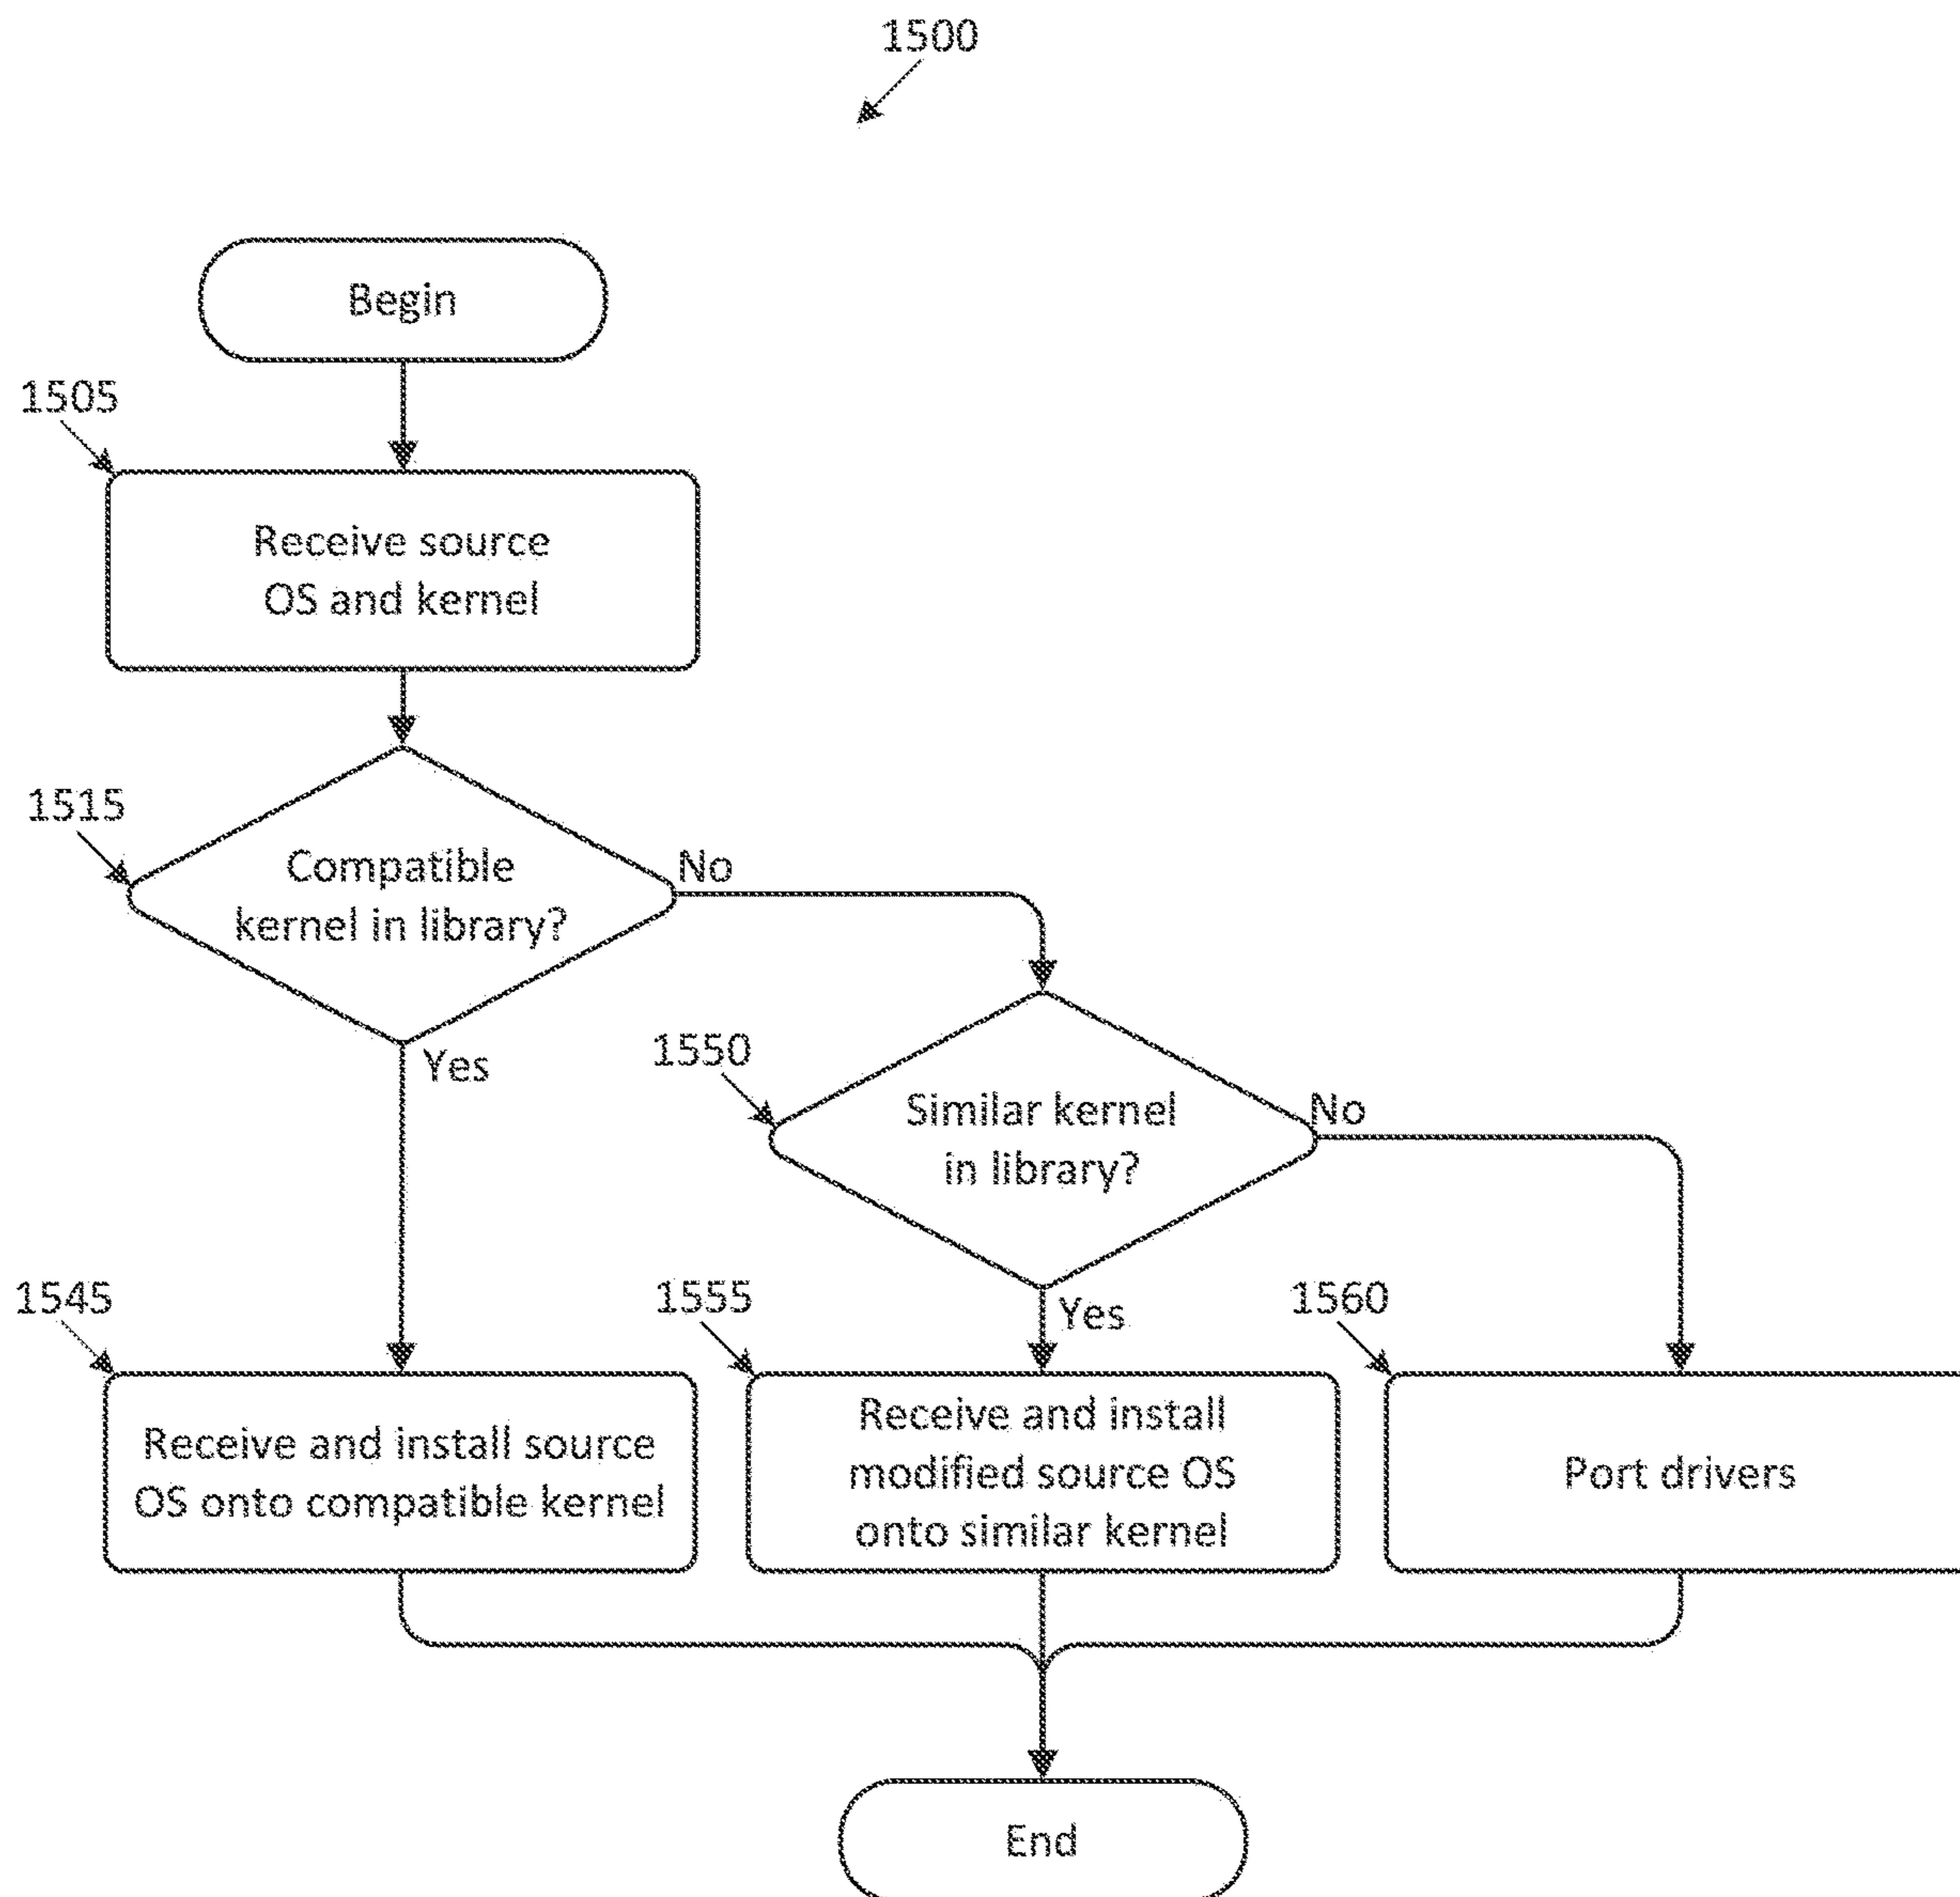 1500
Begin
1505
Receive source
OS and kernel
1515
Compatible
kernel in library?
No
Yes
1550
Similar kernel
in library?
No
Yes
1545
Receive and install source
OS onto compatible kernel
1555
Receive and install
modified source OS
onto similar kernel
1560
Port drivers
End